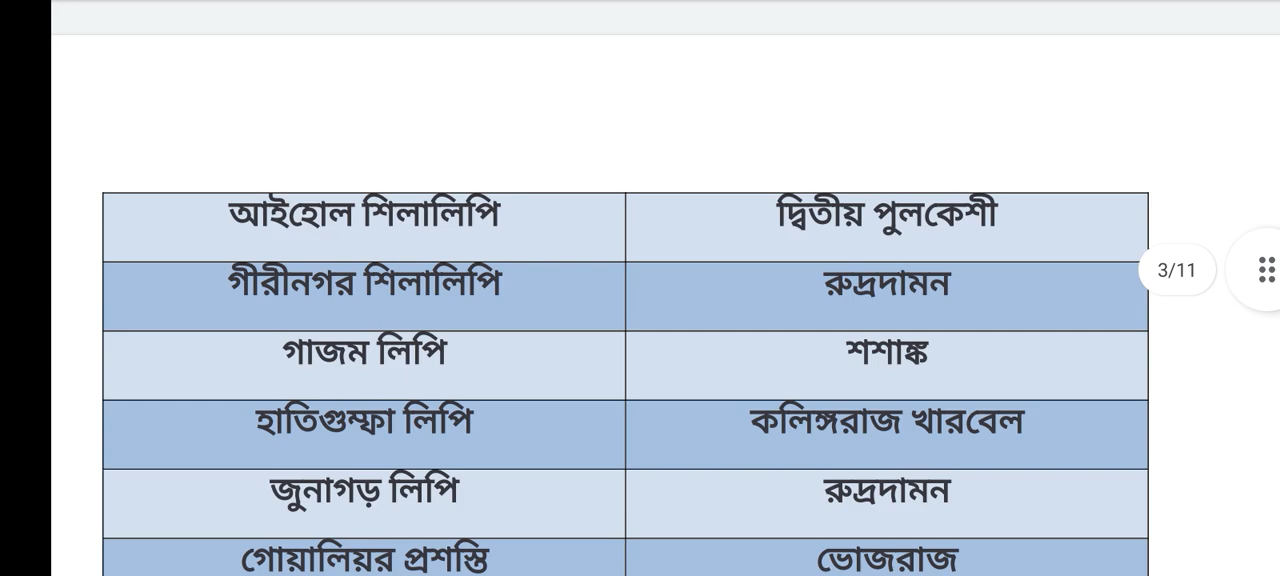 আইহোল শিলালিপি দ্বিতীয় পুলকেশী
গীরীনগর শিলালিপি রুদ্রদামন
3/11
গাজম লিপি শশাঙ্ক
হাতিগুম্ফা লিপি কলিঙ্গরাজ খারবেল
জুনাগড় লিপি রুদ্রদামন
গোয়ালিয়র প্রশস্তি ভোজরাজ